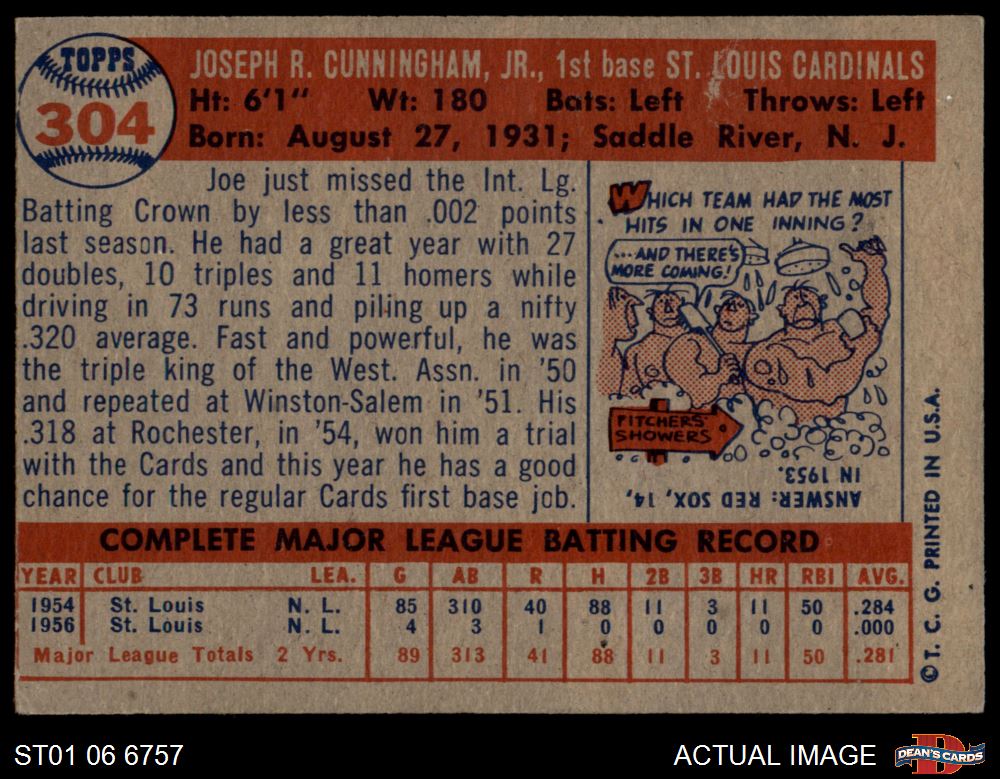 TOPPS
304
JOSEPH R. CUNNINGHAM, JR., 1st base ST. LOUIS CARDINALS
Ht: 6'1" Wt: 180 Bats: Left Throws: Left
Born: August 27, 1931; Saddle River, N. J.
Joe just missed the Int. Lg.
Batting Crown by less than .002 points
last season. He had a great year with 27
doubles, 10 triples and 11 homers while
driving in 73 runs and piling up a nifty
.320 average. Fast and powerful, he was
the triple king of the West. Assn. in '50
and repeated at Winston-Salem in '51. His
.318 at Rochester, in '54, won him a trial
with the Cards and this year he has a good
chance for the regular Cards first base job.
WHICH TEAM HAD THE MOST
HITS IN ONE INNING?
...AND THERE'S
MORE COMING!
PITCHERS'
SHOWERS
ANSWER: RED SOX, 14,
IN 1953.
COMPLETE MAJOR LEAGUE BATTING RECORD
YEAR CLUB LEA. G AB R H 2B 3B HR RBI AVG.
1954 St. Louis N. L. 85 310 40 88 11 3 11 50 .284
1956 St. Louis N. L. 4 3 1 0 0 0 0 0 .000
Major League Totals 2 Yrs. 89 313 41 88 11 3 11 50 .281
© T. C. G. PRINTED IN U.S.A.
ST01 06 6757
ACTUAL IMAGE
D
DEAN'S CARDS